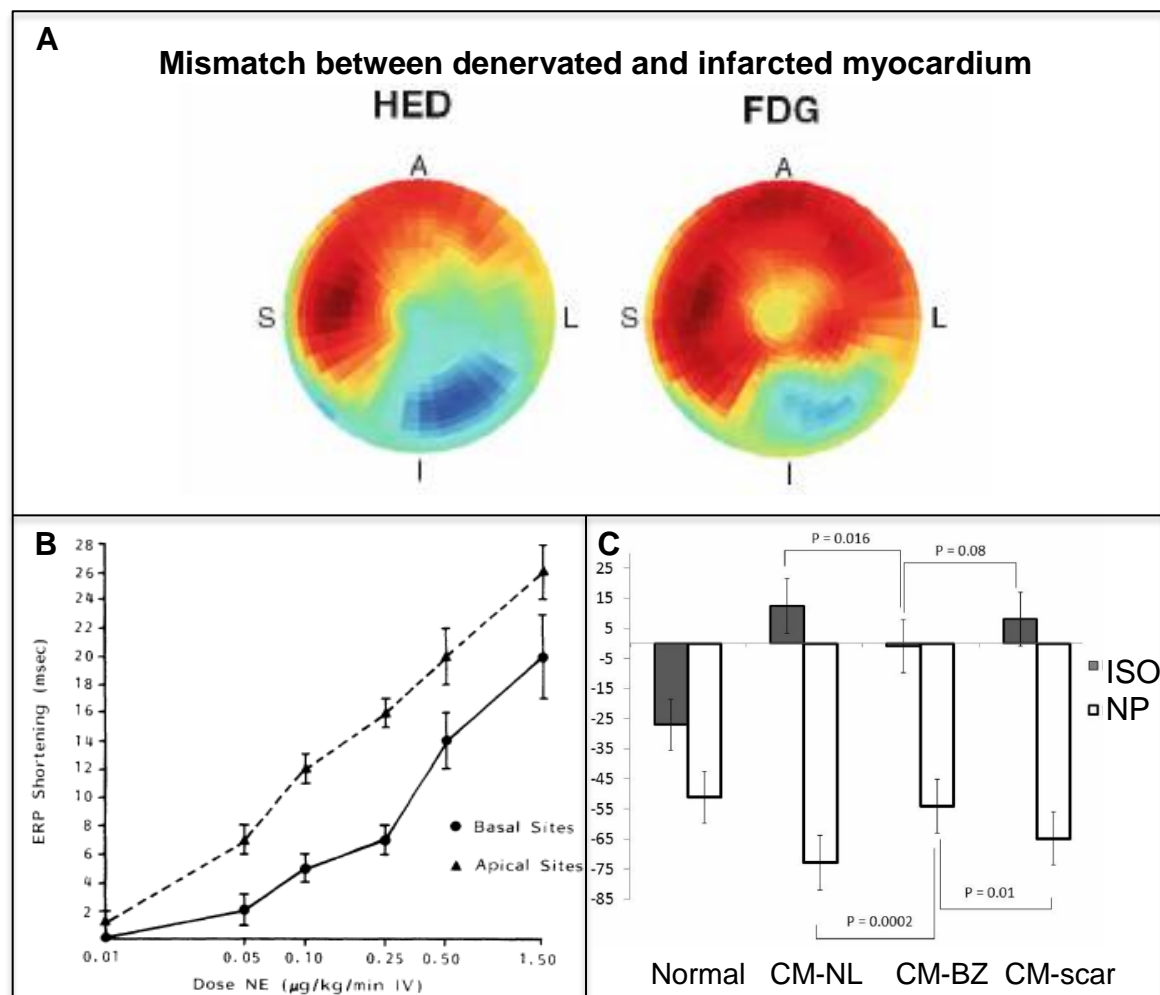 A
Mismatch between denervated and infarcted myocardium
HED
FDG
A
A
S
L
S
L
I
I
B
28
26
24
22
20
18
16
14
12
10
8
6
4
2
ERP Shortening (msec)
Basal Sites
Apical Sites
0.01
0.05
0.10
0.25
0.50
1.50
Dose NE (μg/kg/min IV)
C
P = 0.016
P = 0.08
25
15
5
-5
-15
-25
-35
-45
-55
-65
-75
-85
ISO
NP
P = 0.01
P = 0.0002
Normal
CM-NL
CM-BZ
CM-scar